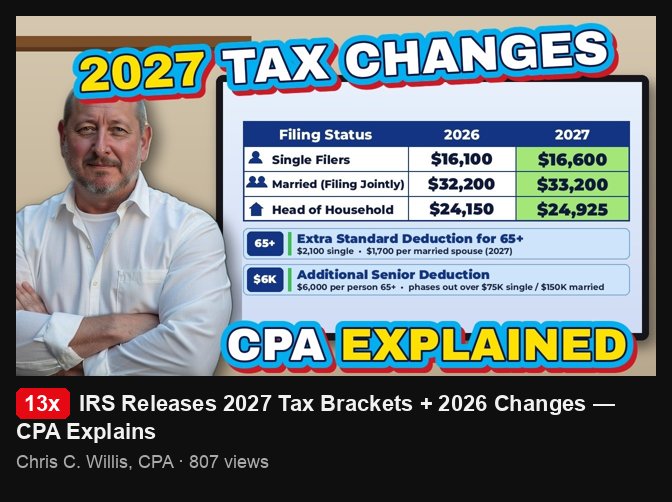 2027 TAX CHANGES
Filing Status 2026 2027
Single Filers $16,100 $16,600
Married (Filing Jointly) $32,200 $33,200
Head of Household $24,150 $24,925
65+ Extra Standard Deduction for 65+
$2,100 single • $1,700 per married spouse (2027)
$6K Additional Senior Deduction
$6,000 per person 65+ • phases out over $75K single / $150K married
CPA EXPLAINED
13x IRS Releases 2027 Tax Brackets + 2026 Changes —
CPA Explains
Chris C. Willis, CPA · 807 views